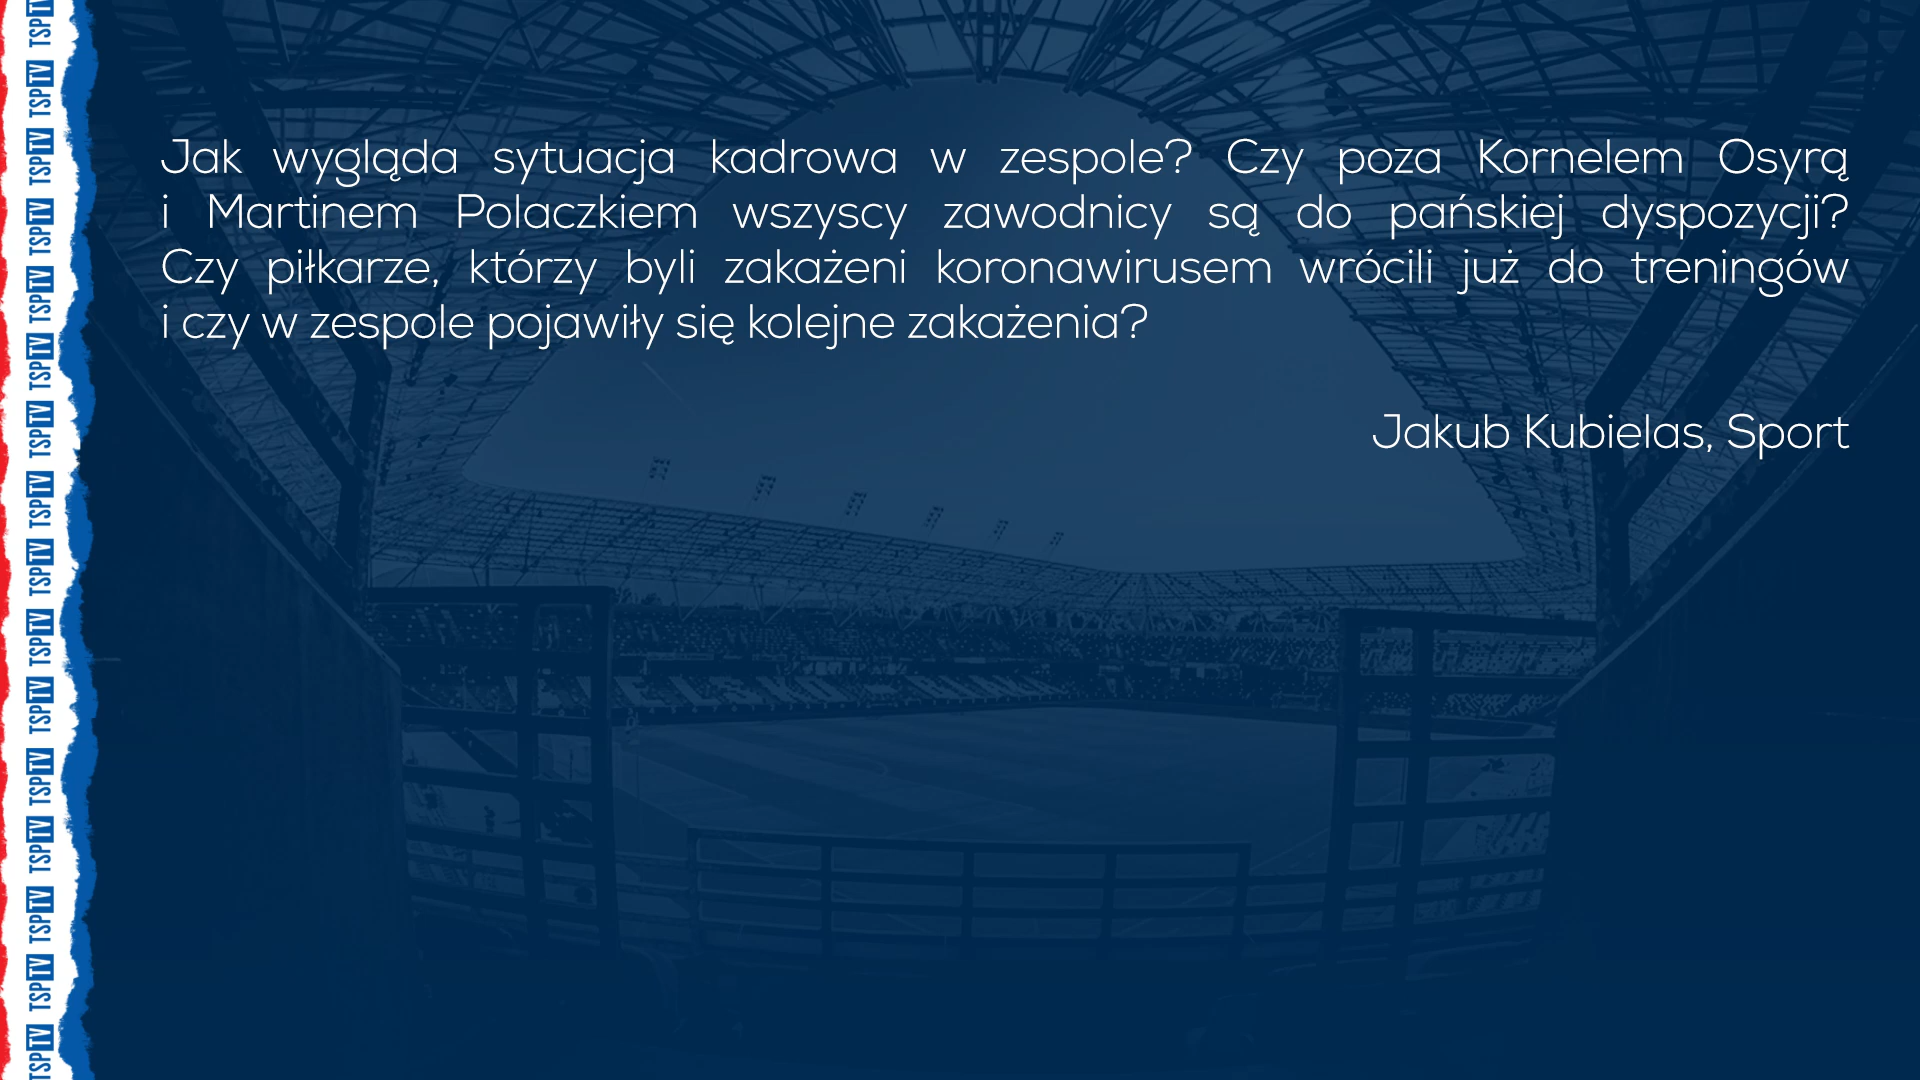 Jak wygląda sytuacja kadrowa w zespole? Czy poza Kornelem Osyrą
i Martinem Polaczkiem wszyscy zawodnicy są do pańskiej dyspozycji?
Czy piłkarze, którzy byli zakażeni koronawirusem wrócili już do treningów
i czy w zespole pojawiły się kolejne zakażenia?
Jakub Kubielas, Sport
TSPTV TSPTV TSPTV TSPTV TSPTV TSPTV TSPTV TSPTV TSPTV TSPTV TSPTV TSPTV TSPTV TSPTV TSPTV TSPTV